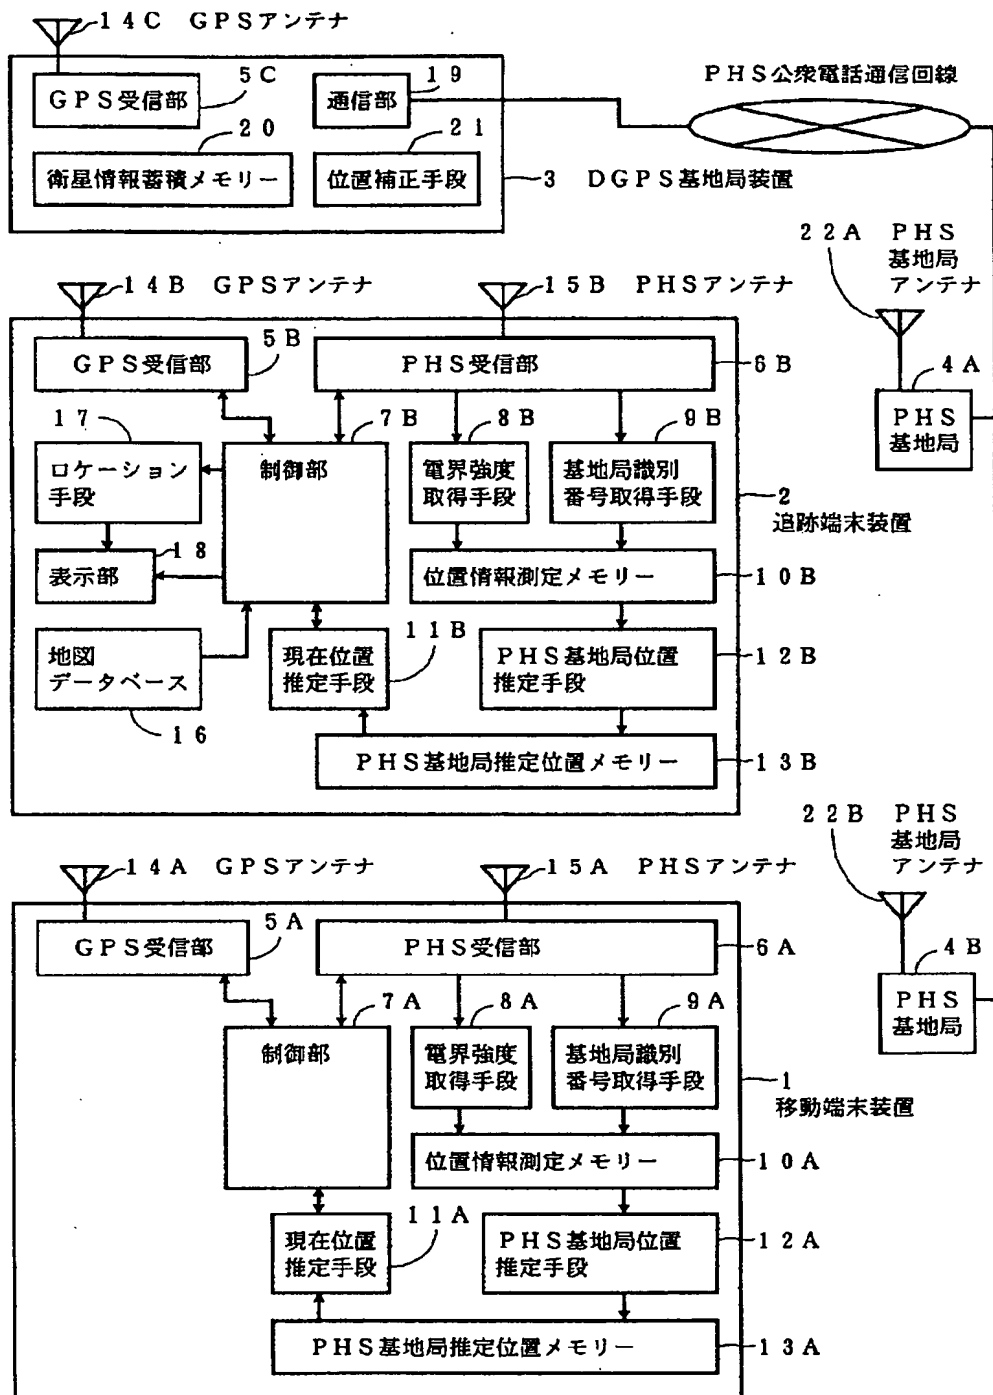 14C GPSアンテナ
5C
GPS受信部
19
通信部
PHS公衆電話通信回線
20
衛星情報蓄積メモリー
21
位置補正手段
3 DGPS基地局装置
22A PHS
基地局
アンテナ
14B GPSアンテナ
15B PHSアンテナ
5B
GPS受信部
PHS受信部
6B
4A
PHS
基地局
17
ロケーション
手段
7B
制御部
8B
電界強度
取得手段
9B
基地局識別
番号取得手段
2
追跡端末装置
18
表示部
位置情報測定メモリー
10B
地図
データベース
16
11B
現在位置
推定手段
PHS基地局位置
推定手段
12B
PHS基地局推定位置メモリー
13B
22B PHS
基地局
アンテナ
14A GPSアンテナ
15A PHSアンテナ
5A
GPS受信部
PHS受信部
6A
4B
PHS
基地局
7A
制御部
8A
電界強度
取得手段
9A
基地局識別
番号取得手段
1
移動端末装置
位置情報測定メモリー
10A
11A
現在位置
推定手段
PHS基地局位置
推定手段
12A
PHS基地局推定位置メモリー
13A